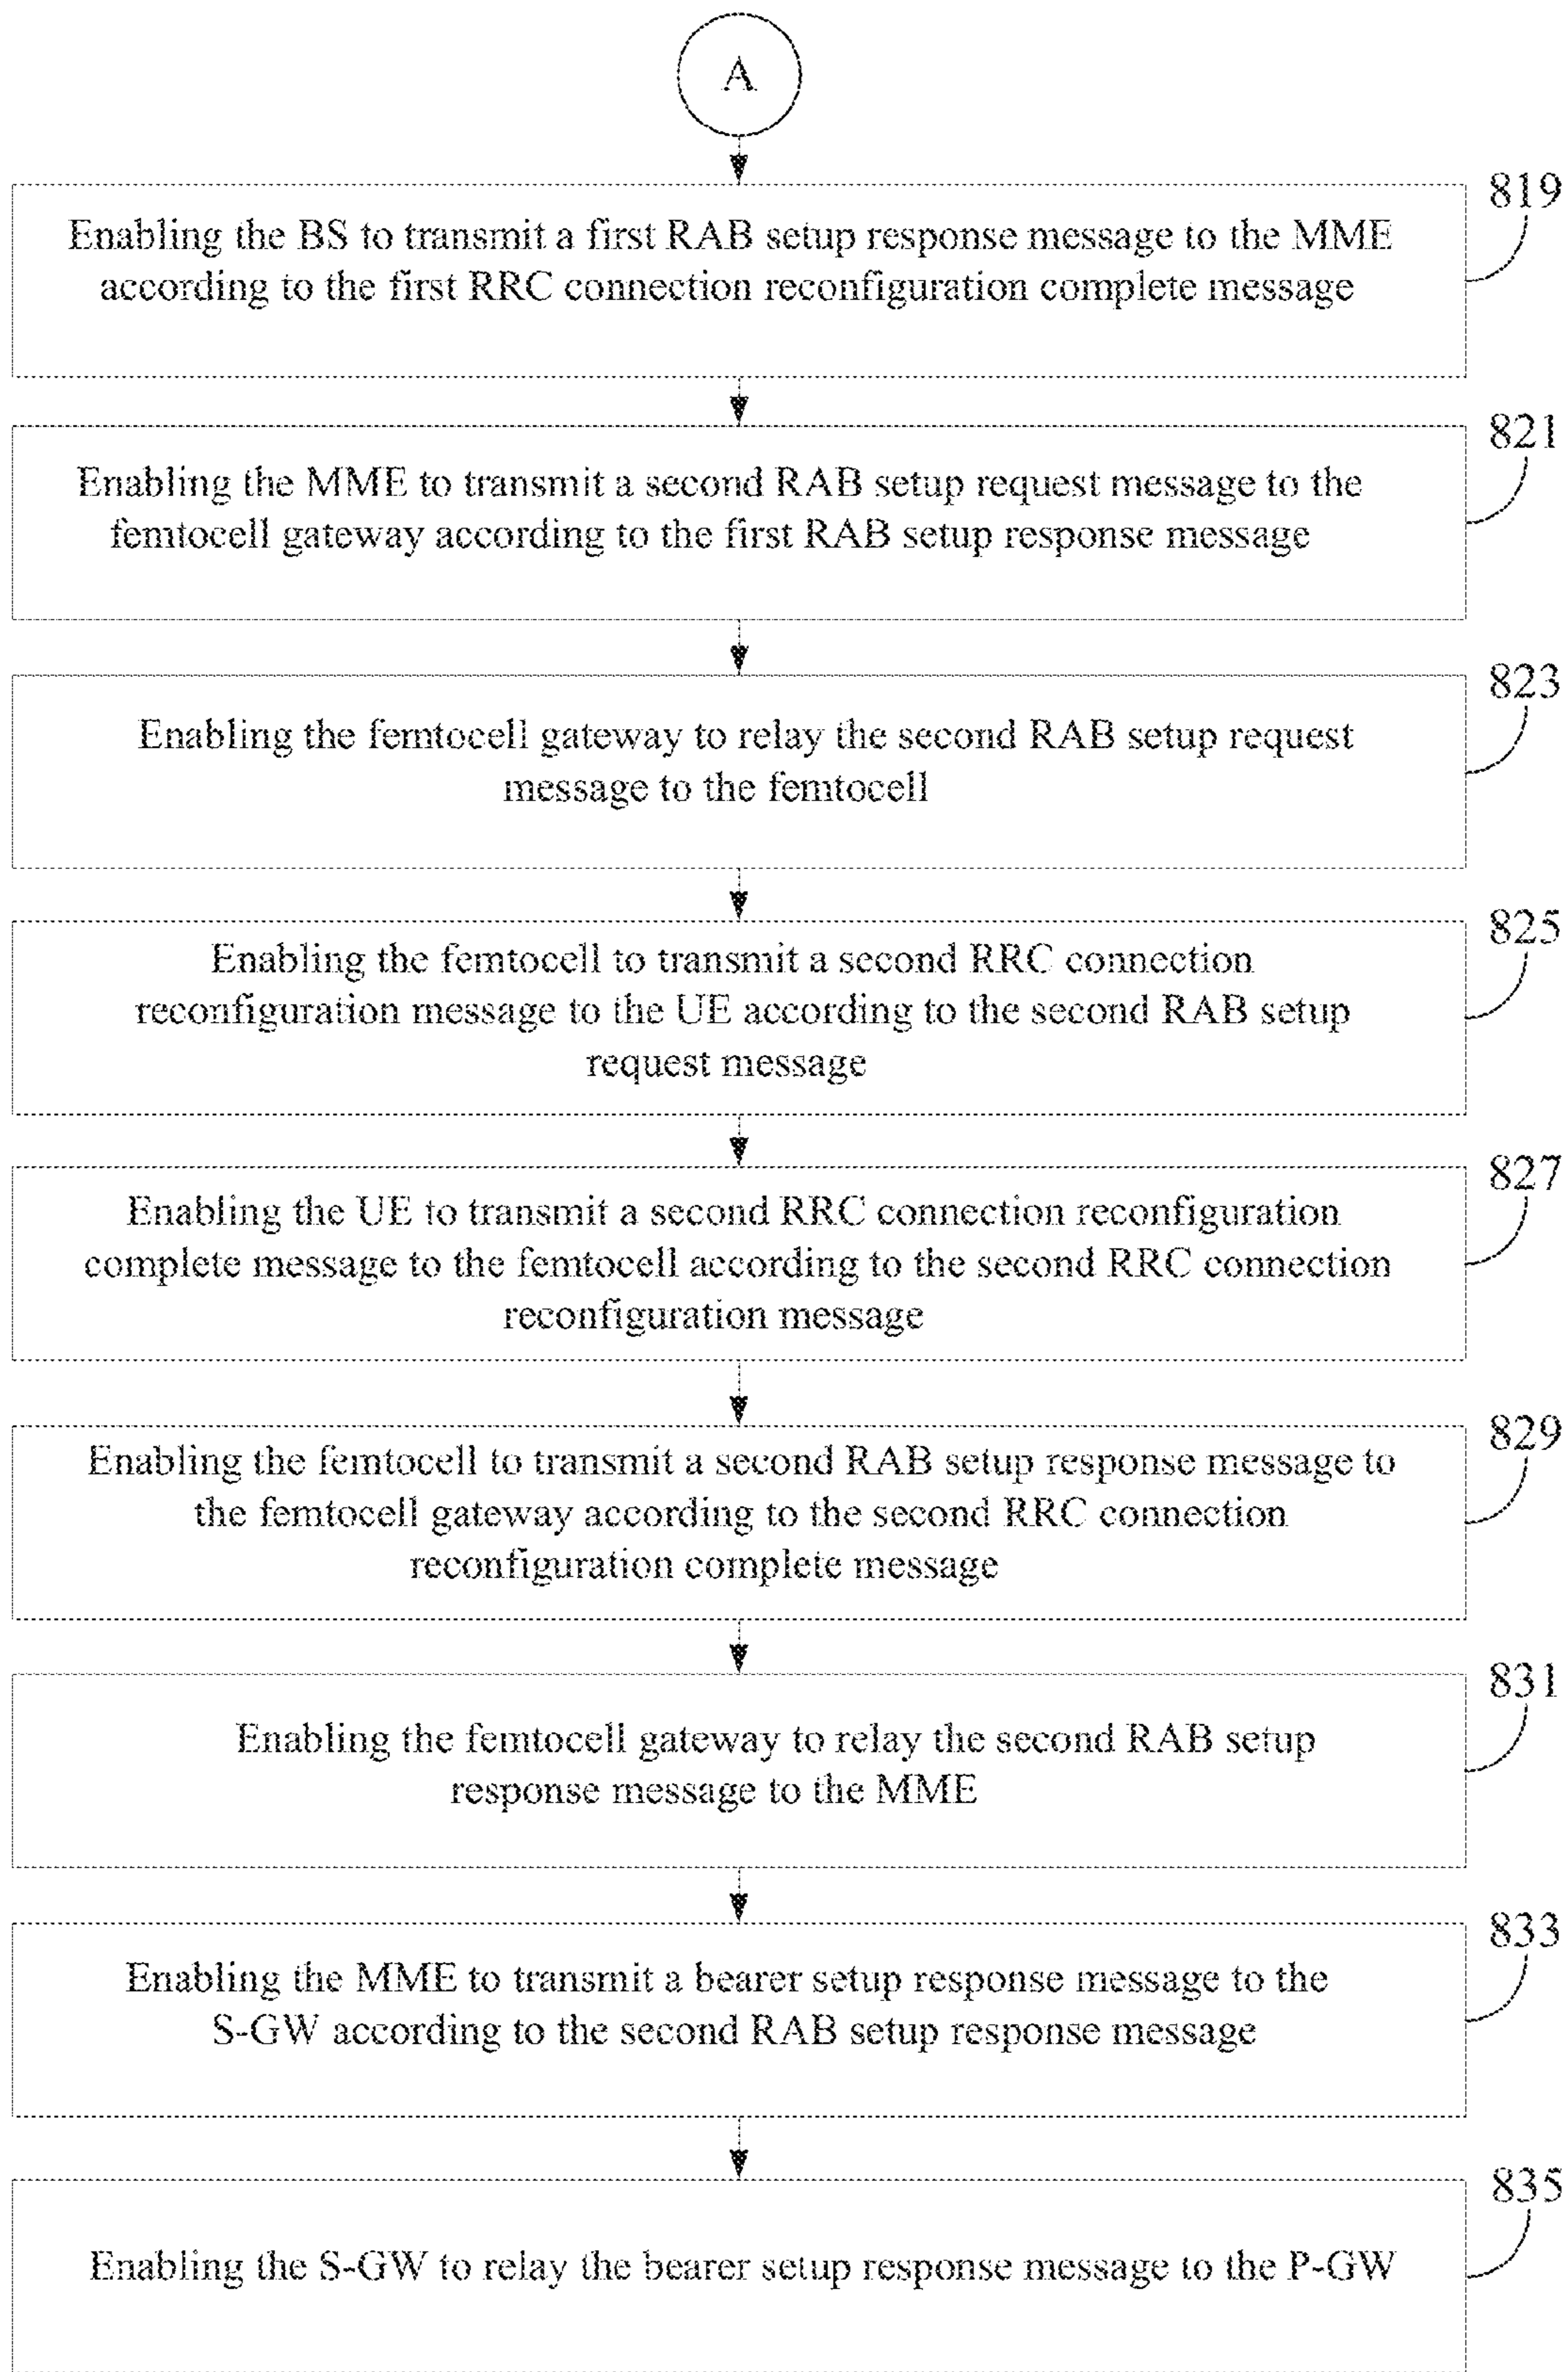 A
819
Enabling the BS to transmit a first RAB setup response message to the MME
according to the first RRC connection reconfiguration complete message
821
Enabling the MME to transmit a second RAB setup request message to the
femtocell gateway according to the first RAB setup response message
823
Enabling the femtocell gateway to relay the second RAB setup request
message to the femtocell
825
Enabling the femtocell to transmit a second RRC connection
reconfiguration message to the UE according to the second RAB setup
request message
827
Enabling the UE to transmit a second RRC connection reconfiguration
complete message to the femtocell according to the second RRC connection
reconfiguration message
829
Enabling the femtocell to transmit a second RAB setup response message to
the femtocell gateway according to the second RRC connection
reconfiguration complete message
831
Enabling the femtocell gateway to relay the second RAB setup
response message to the MME
833
Enabling the MME to transmit a bearer setup response message to the
S-GW according to the second RAB setup response message
835
Enabling the S-GW to relay the bearer setup response message to the P-GW